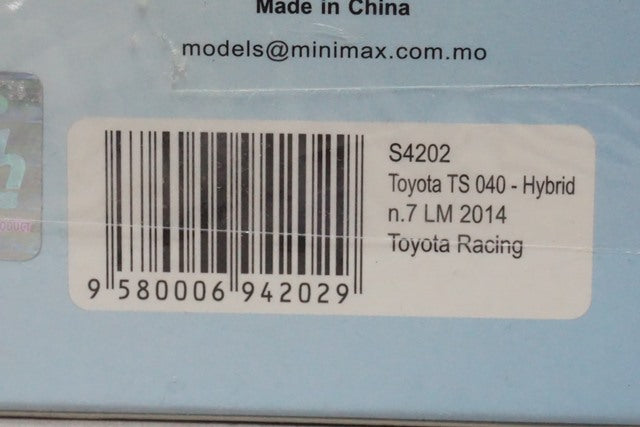 Made in China
models@minimax.com.mo
S4202
Toyota TS 040 - Hybrid
n.7 LM 2014
Toyota Racing
9 580006 942029